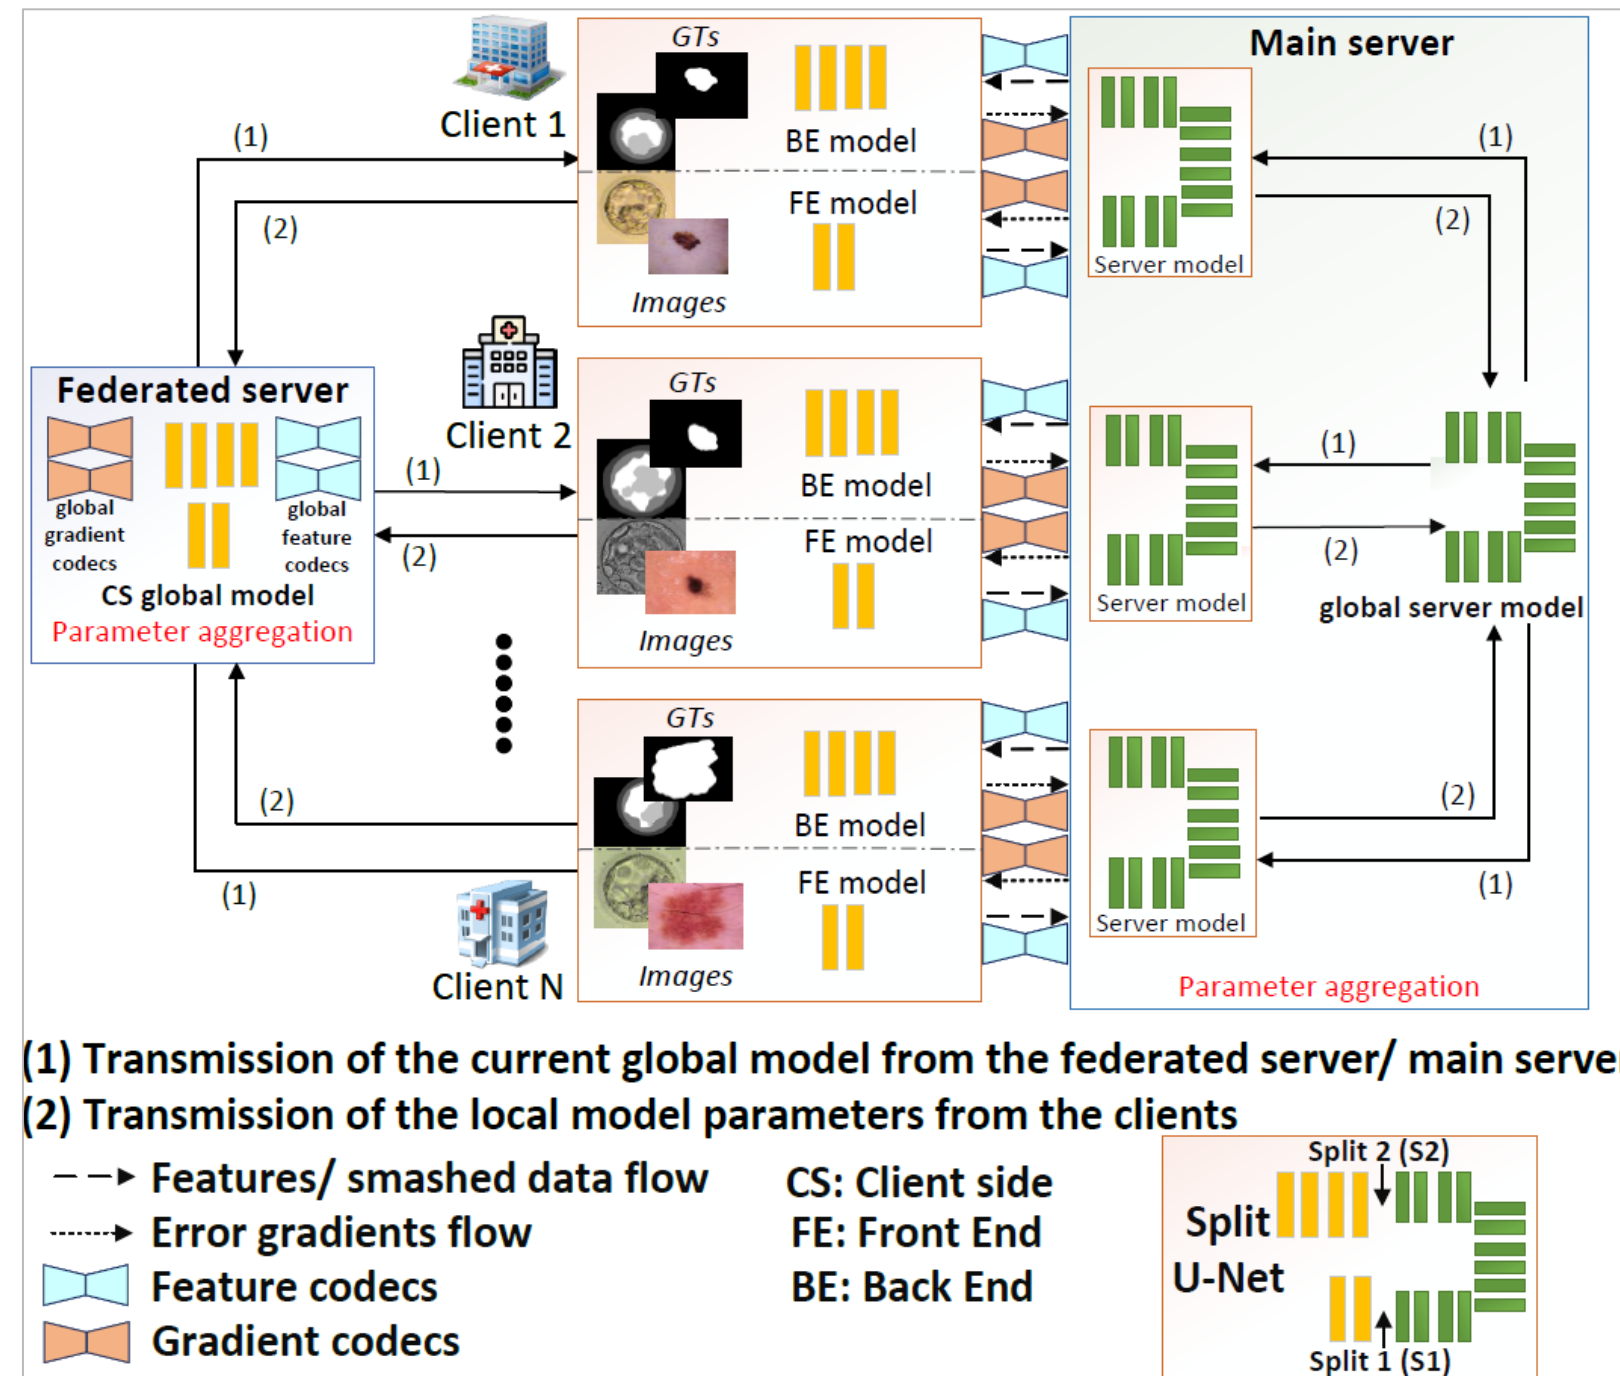 GTs
Client 1
BE model
FE model
Images
Main server
Server model
(1)
(2)
(1)
(2)
Federated server
global
gradient
codecs
global
feature
codecs
CS global model
Parameter aggregation
(1)
(2)
Client 2
GTs
BE model
FE model
Images
Server model
(1)
(2)
global server model
GTs
BE model
FE model
Images
Client N
(2)
(1)
Server model
(2)
(1)
Parameter aggregation
(1) Transmission of the current global model from the federated server/ main serve
(2) Transmission of the local model parameters from the clients
Features/ smashed data flow
Error gradients flow
Feature codecs
Gradient codecs
CS: Client side
FE: Front End
BE: Back End
Split 2 (S2)
Split
U-Net
Split 1 (S1)